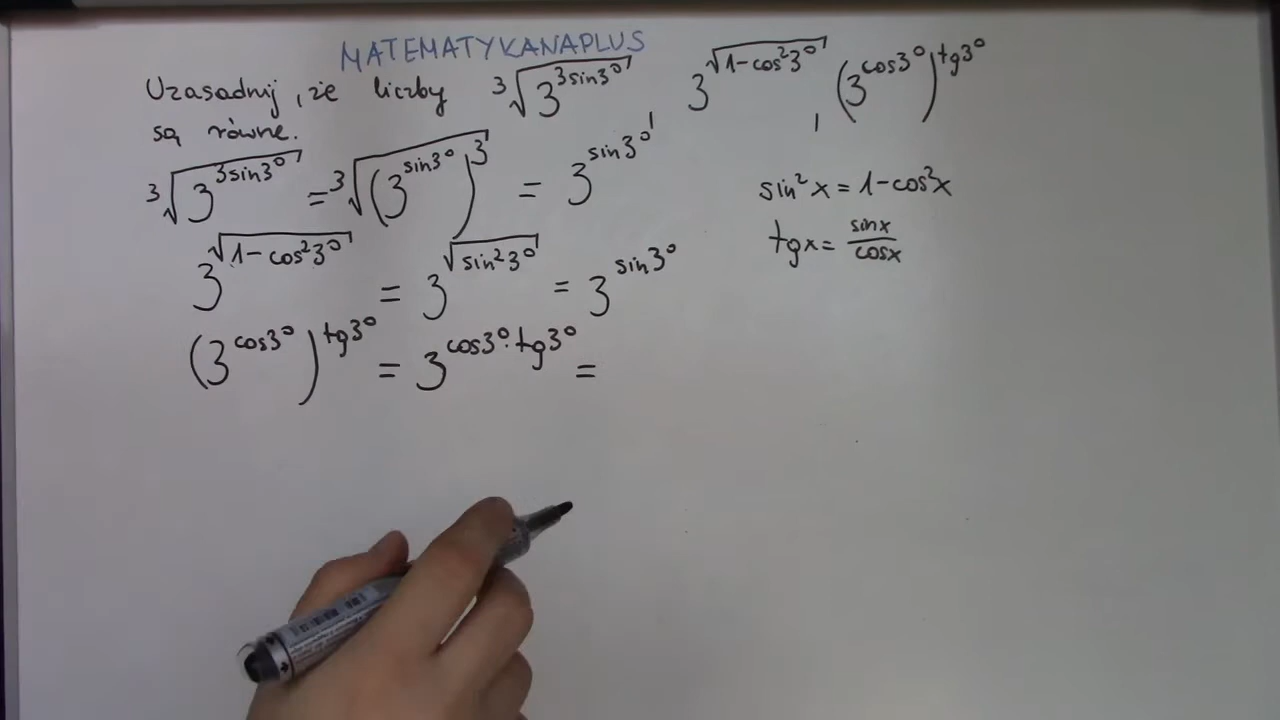 MATEMATYKANAPLUS
Uzasadnij, że liczby ∛(3^(3sin3°)), 3^(√(1-cos²3°)), (3^(cos3°))^(tg3°)
są równe.
∛(3^(3sin3°)) = ∛((3^(sin3°))^3) = 3^(sin3°)
sin²x = 1-cos²x
3^(√(1-cos²3°)) = 3^(√(sin²3°)) = 3^(sin3°)
tgx = sinx/cosx
(3^(cos3°))^(tg3°) = 3^(cos3°·tg3°) =